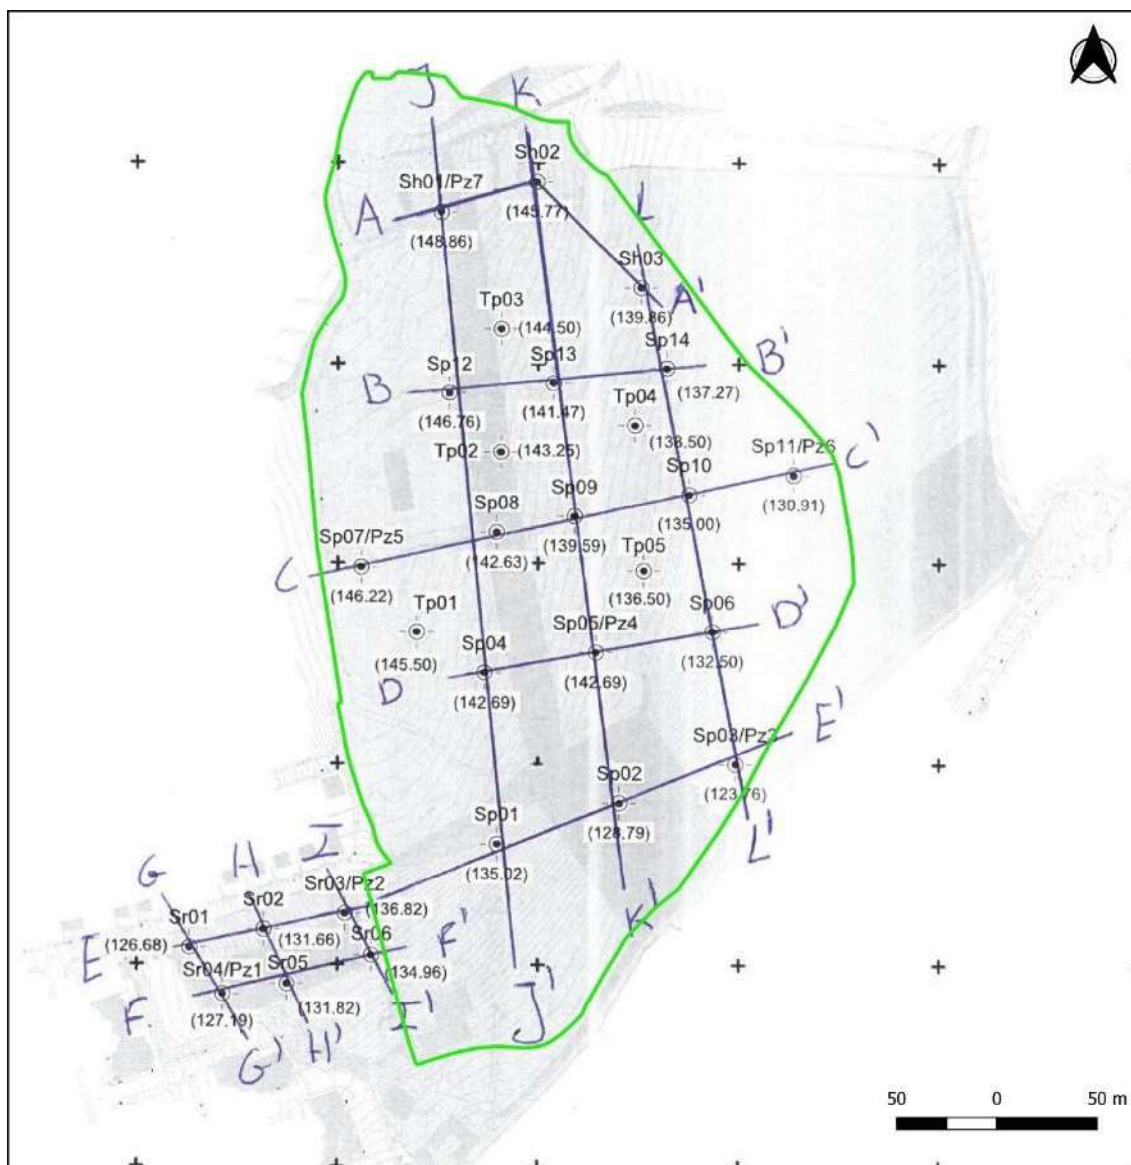 J
K
Sh02
Sh01/Pz7
(145.77)
A
L
(148.86)
Sh03
A'
Tp03
(139.86)
(144.50)
B'
Sp12
Sp13
Sp14
B
(137.27)
(146.76)
(141.47)
Tp04
(138.50)
Tp02
(143.25)
Sp11/Pz6
C'
Sp10
Sp09
Sp08
(130.91)
(135.00)
Sp07/Pz5
(139.59)
(142.63)
C
Tp05
(146.22)
(136.50)
Tp01
Sp06
D'
Sp05/Pz4
Sp04
(132.50)
(145.50)
(142.69)
D
(142.69)
E'
Sp03/Pz3
Sp02
(123.76)
Sp01
(128.79)
L'
I
(135.02)
G
H
Sr03/Pz2
Sr02
(136.82)
K'
Sr01
(131.66)
Sr06
F'
E
(126.68)
Sr04/Pz1
Sr05
(134.96)
F
(127.19)
(131.82)
I'
J'
G'
H'
50 0 50 m